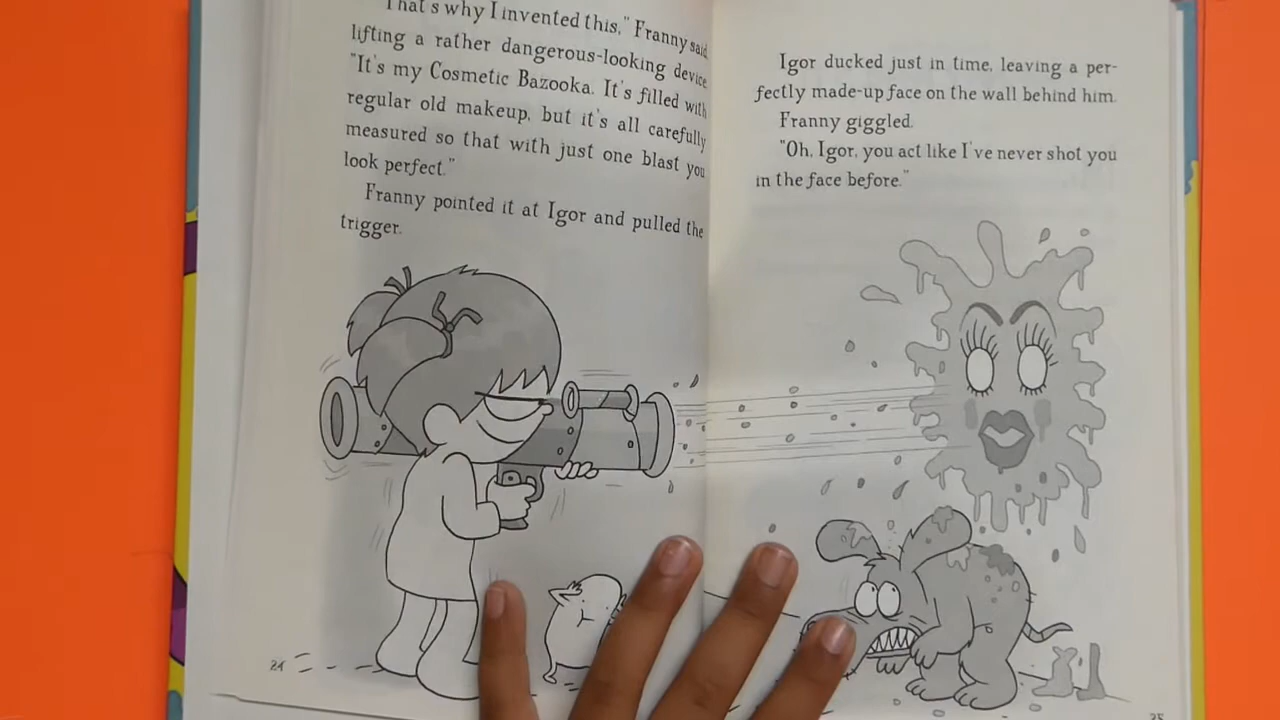 That's why I invented this," Franny said,
lifting a rather dangerous-looking device.
"It's my Cosmetic Bazooka. It's filled with
regular old makeup, but it's all carefully
measured so that with just one blast you
look perfect."
Franny pointed it at Igor and pulled the
trigger.
24
Igor ducked just in time, leaving a per-
fectly made-up face on the wall behind him.
Franny giggled.
"Oh, Igor, you act like I've never shot you
in the face before."
25